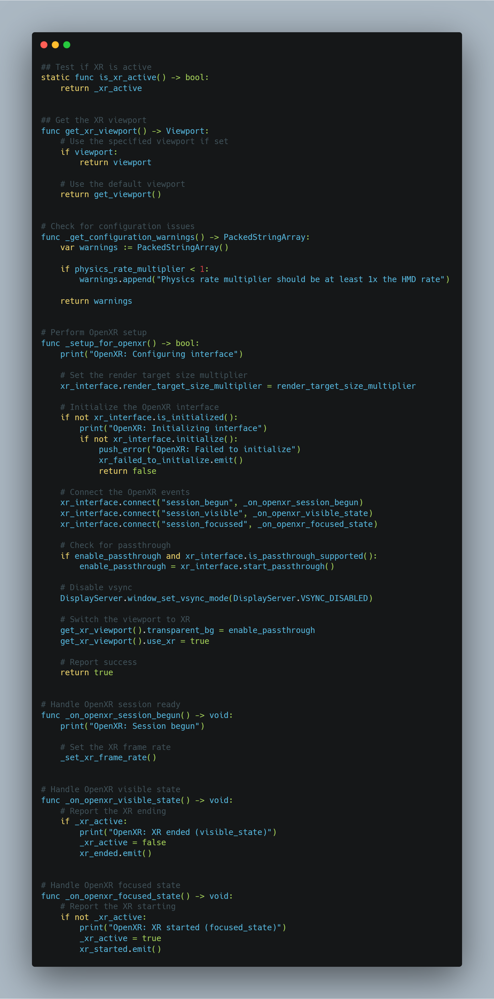 ## Test if XR is active
static func is_xr_active() -> bool:
    return _xr_active


## Get the XR viewport
func get_xr_viewport() -> Viewport:
    # Use the specified viewport if set
    if viewport:
        return viewport

    # Use the default viewport
    return get_viewport()


# Check for configuration issues
func _get_configuration_warnings() -> PackedStringArray:
    var warnings := PackedStringArray()

    if physics_rate_multiplier < 1:
        warnings.append("Physics rate multiplier should be at least 1x the HMD rate")

    return warnings


# Perform OpenXR setup
func _setup_for_openxr() -> bool:
    print("OpenXR: Configuring interface")

    # Set the render target size multiplier
    xr_interface.render_target_size_multiplier = render_target_size_multiplier

    # Initialize the OpenXR interface
    if not xr_interface.is_initialized():
        print("OpenXR: Initializing interface")
        if not xr_interface.initialize():
            push_error("OpenXR: Failed to initialize")
            xr_failed_to_initialize.emit()
            return false

    # Connect the OpenXR events
    xr_interface.connect("session_begun", _on_openxr_session_begun)
    xr_interface.connect("session_visible", _on_openxr_visible_state)
    xr_interface.connect("session_focussed", _on_openxr_focused_state)

    # Check for passthrough
    if enable_passthrough and xr_interface.is_passthrough_supported():
        enable_passthrough = xr_interface.start_passthrough()

    # Disable vsync
    DisplayServer.window_set_vsync_mode(DisplayServer.VSYNC_DISABLED)

    # Switch the viewport to XR
    get_xr_viewport().transparent_bg = enable_passthrough
    get_xr_viewport().use_xr = true

    # Report success
    return true


# Handle OpenXR session ready
func _on_openxr_session_begun() -> void:
    print("OpenXR: Session begun")

    # Set the XR frame rate
    _set_xr_frame_rate()


# Handle OpenXR visible state
func _on_openxr_visible_state() -> void:
    # Report the XR ending
    if _xr_active:
        print("OpenXR: XR ended (visible_state)")
        _xr_active = false
        xr_ended.emit()


# Handle OpenXR focused state
func _on_openxr_focused_state() -> void:
    # Report the XR starting
    if not _xr_active:
        print("OpenXR: XR started (focused_state)")
        _xr_active = true
        xr_started.emit()